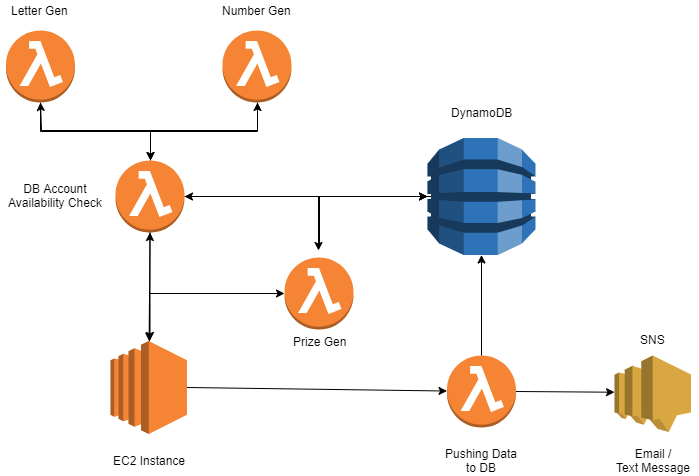 Letter Gen
Number Gen
DynamoDB
DB Account
Availability Check
Prize Gen
SNS
EC2 Instance
Pushing Data
to DB
Email /
Text Message